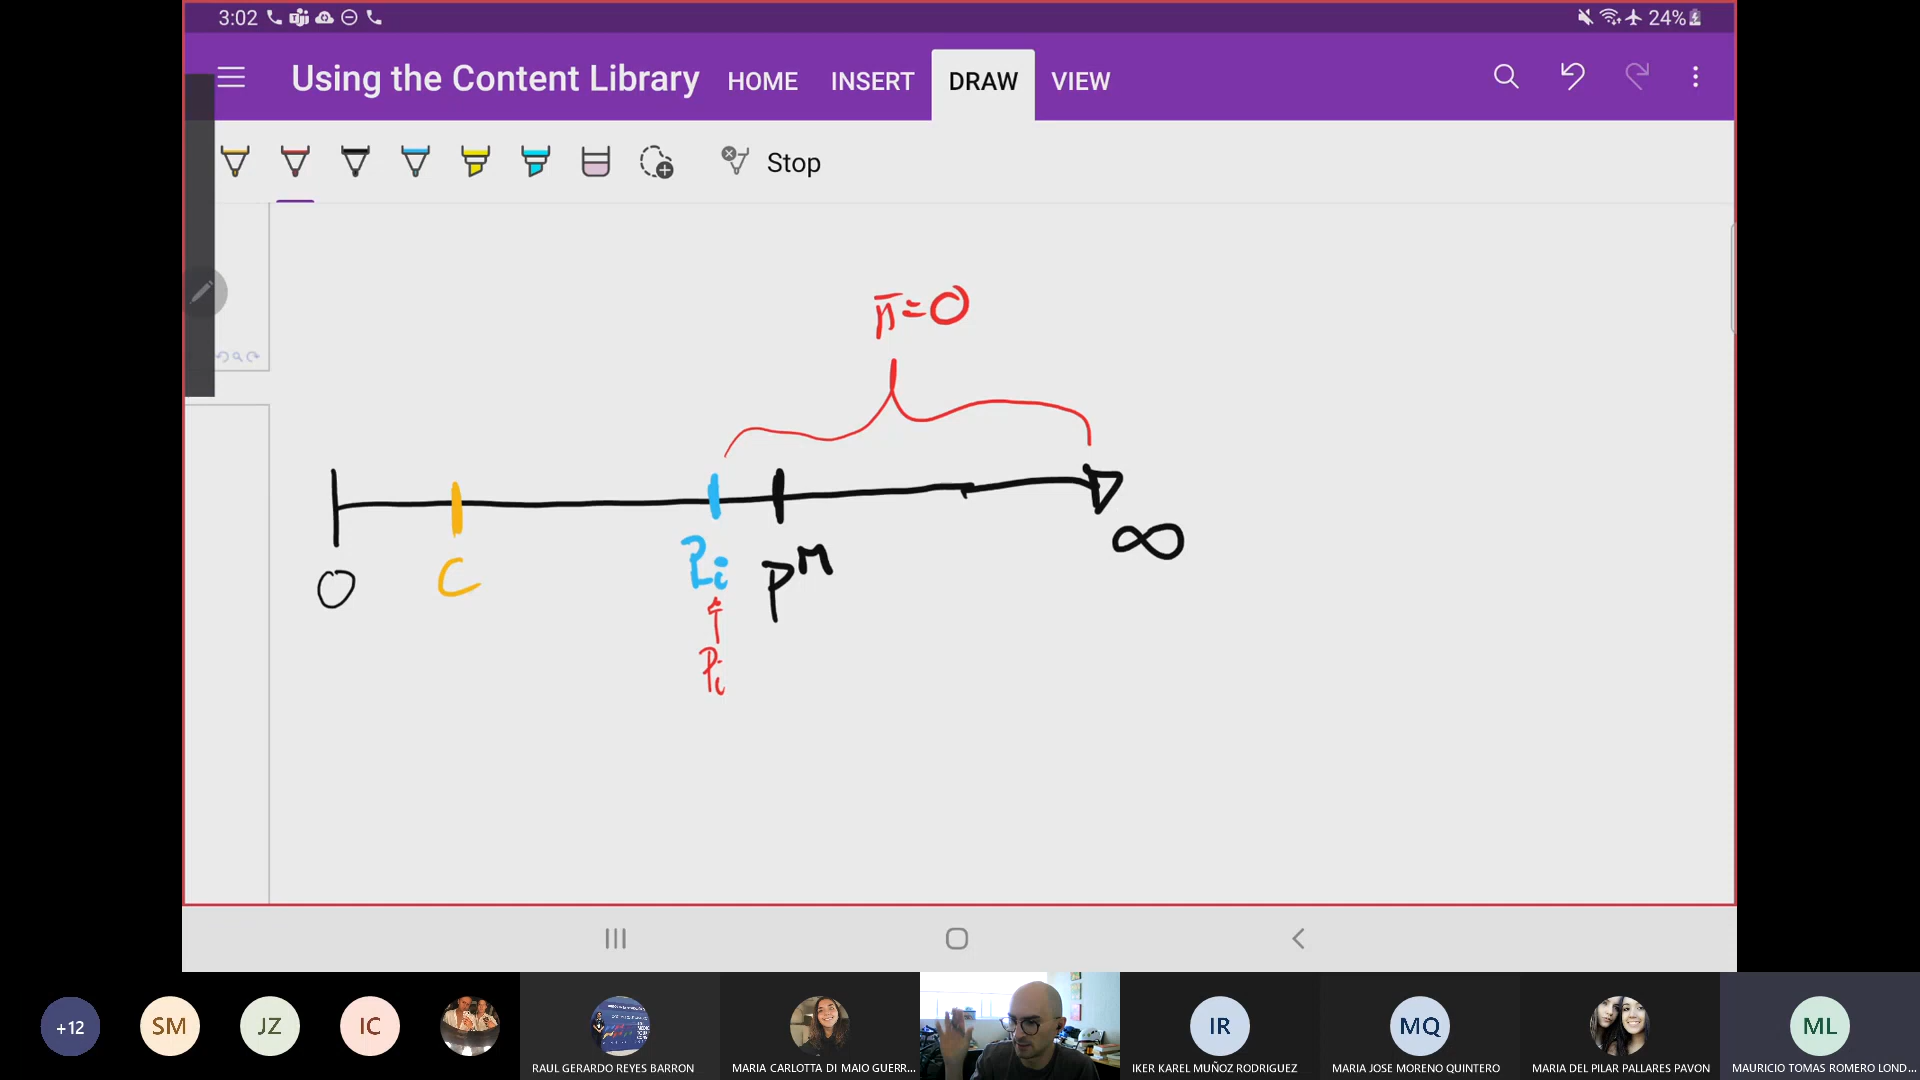 3:02
24%
Using the Content Library HOME INSERT DRAW VIEW
Stop
π=0
0
C
Pi
P^M
∞
Pi
+12
SM
JZ
IC
RAUL GERARDO REYES BARRON
MARIA CARLOTTA DI MAIO GUERR...
IR
IKER KAREL MUÑOZ RODRIGUEZ
MQ
MARIA JOSE MORENO QUINTERO
MARIA DEL PILAR PALLARES PAVON
ML
MAURICIO TOMAS ROMERO LOND...